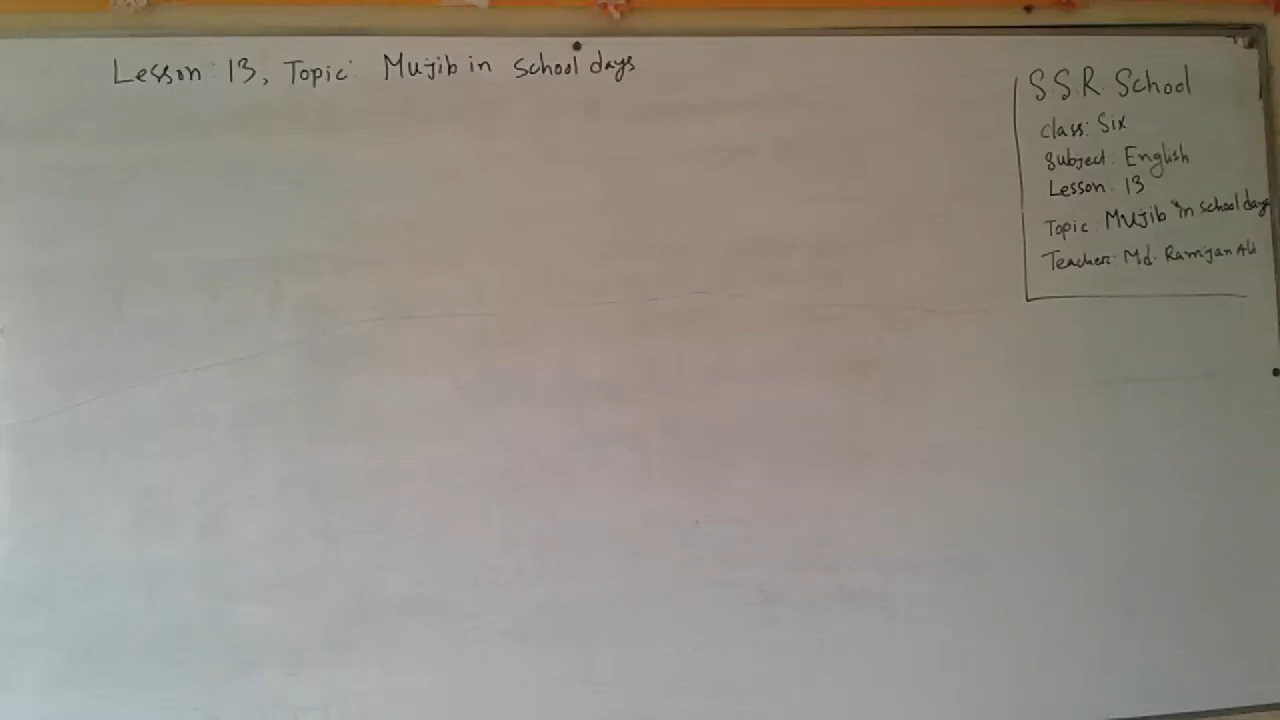 Lesson: 13, Topic: Mujib in school days
S.S.R. School
class: Six
Subject: English
Lesson: 13
Topic: Mujib in school days
Teacher: Md. Ramijan Ali